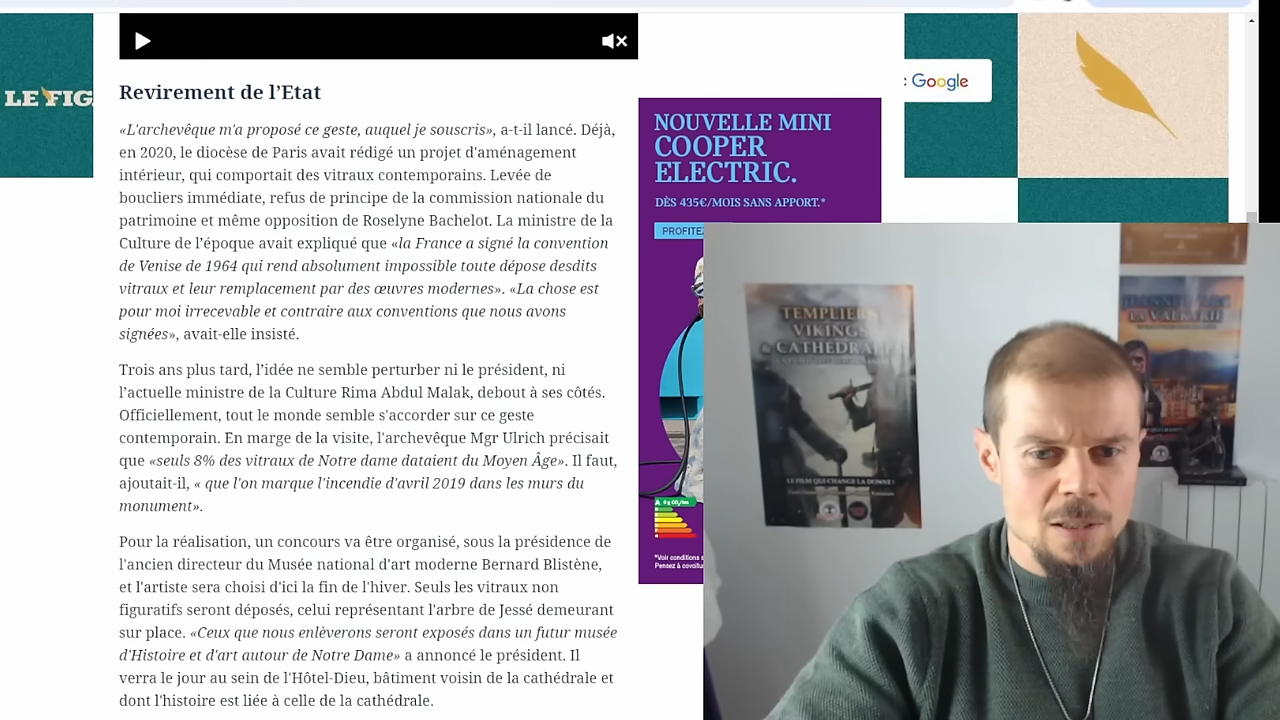 LE FIG
Google
Revirement de l’Etat
«L'archevêque m'a proposé ce geste, auquel je souscris», a-t-il lancé. Déjà,
en 2020, le diocèse de Paris avait rédigé un projet d'aménagement
intérieur, qui comportait des vitraux contemporains. Levée de
boucliers immédiate, refus de principe de la commission nationale du
patrimoine et même opposition de Roselyne Bachelot. La ministre de la
Culture de l’époque avait expliqué que «la France a signé la convention
de Venise de 1964 qui rend absolument impossible toute dépose desdits
vitraux et leur remplacement par des œuvres modernes». «La chose est
pour moi irrecevable et contraire aux conventions que nous avons
signées», avait-elle insisté.
Trois ans plus tard, l’idée ne semble perturber ni le président, ni
l’actuelle ministre de la Culture Rima Abdul Malak, debout à ses côtés.
Officiellement, tout le monde semble s'accorder sur ce geste
contemporain. En marge de la visite, l'archevêque Mgr Ulrich précisait
que «seuls 8% des vitraux de Notre dame dataient du Moyen Âge». Il faut,
ajoutait-il, « que l'on marque l'incendie d'avril 2019 dans les murs du
monument».
Pour la réalisation, un concours va être organisé, sous la présidence de
l'ancien directeur du Musée national d'art moderne Bernard Blistène,
et l'artiste sera choisi d'ici la fin de l'hiver. Seuls les vitraux non
figuratifs seront déposés, celui représentant l'arbre de Jessé demeurant
sur place. «Ceux que nous enlèverons seront exposés dans un futur musée
d'Histoire et d'art autour de Notre Dame» a annoncé le président. Il
verra le jour au sein de l'Hôtel-Dieu, bâtiment voisin de la cathédrale et
dont l'histoire est liée à celle de la cathédrale.
NOUVELLE MINI
COOPER
ELECTRIC.
DÈS 435€/MOIS SANS APPORT.*
PROFITEZ
A 0 g CO₂/km
*Voir conditions s
Pensez à covoitu
TEMPLIERS
VIKINGS
& CATHÉDRALE
LE FILM QUI CHANGE LA DONNE !
LA VALKYRIE